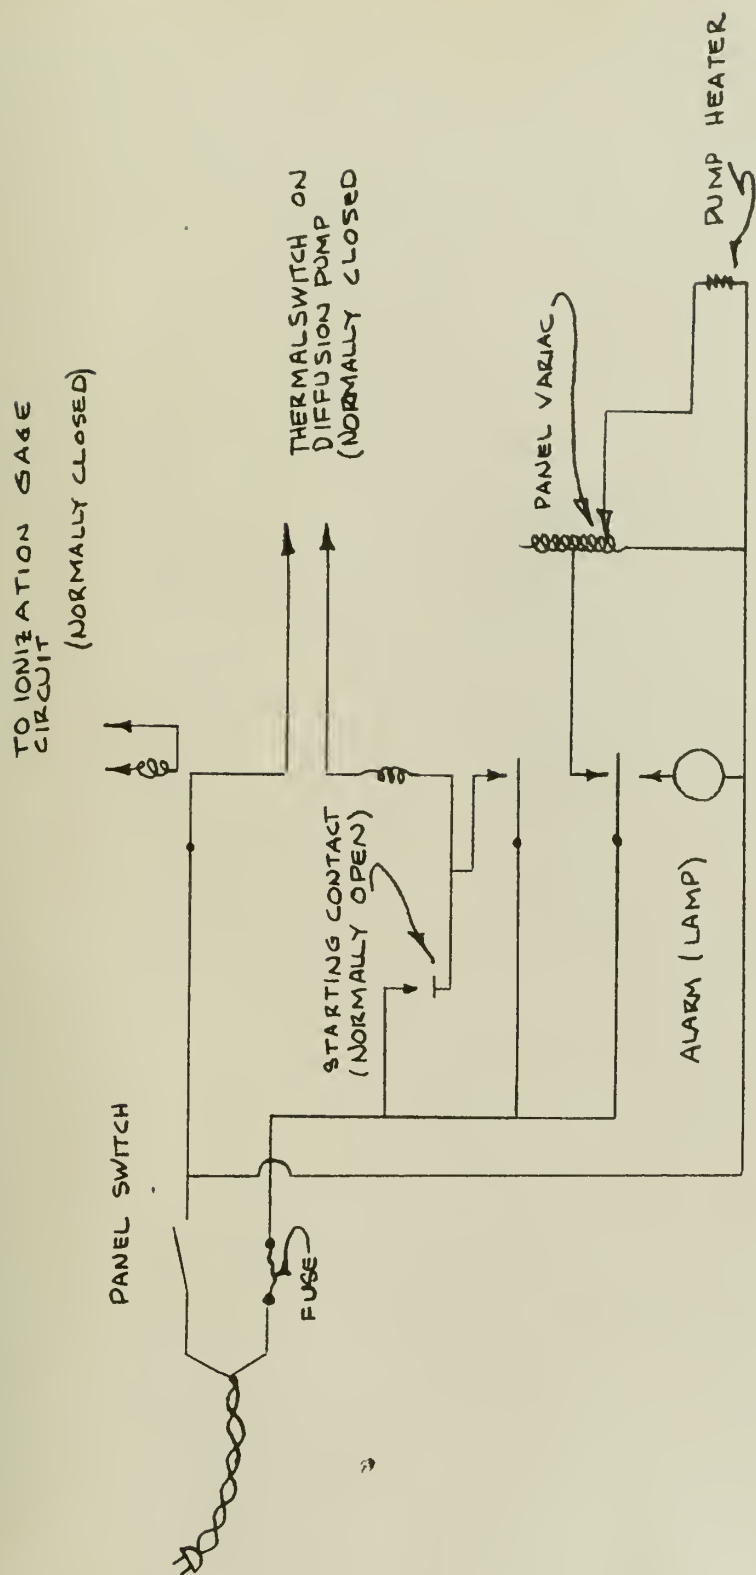 TO IONIZATION GAGE
CIRCUIT
(NORMALLY CLOSED)
THERMALSWITCH ON
DIFFUSION PUMP
(NORMALLY CLOSED)
PANEL SWITCH
STARTING CONTACT
(NORMALLY OPEN)
FUSE
PANEL VARIAC
ALARM (LAMP)
PUMP HEATER